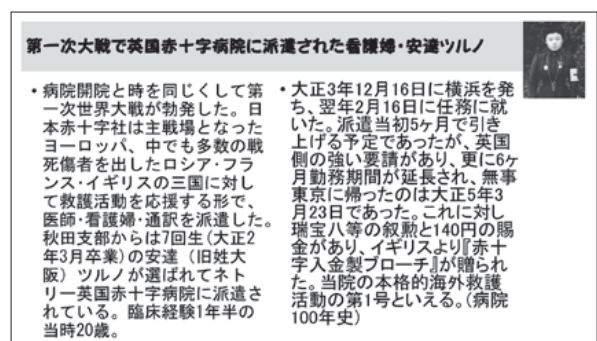 第一次大戦で英国赤十字病院に派遣された看護婦・安達ツルノ
・病院開院と時を同じくして第
一次世界大戦が勃発した。日
本赤十字社は主戦場となった
ヨーロッパ、中でも多数の戦
死傷者を出したロシア・フラ
ンス・イギリスの三国に対し
て救護活動を応援する形で、
医師・看護婦・通訳を派遣した。
秋田支部からは7回生(大正2
年3月卒業)の安達（旧姓大
阪）ツルノが選ばれてネト
リー英国赤十字病院に派遣さ
れている。臨床経験1年半の
当時20歳。
・大正3年12月16日に横浜を発
ち、翌年2月16日に任務に就
いた。派遣当初5ヶ月で引き
上げる予定であったが、英国
側の強い要請があり、更に6ヶ
月勤務期間が延長され、無事
東京に帰ったのは大正5年3
月23日であった。これに対し
瑞宝八等の叙勲と140円の賜
金があり、イギリスより『赤十
字入金製ブローチ』が贈られ
た。当院の本格的海外救護
活動の第1号といえる。(病院
100年史)